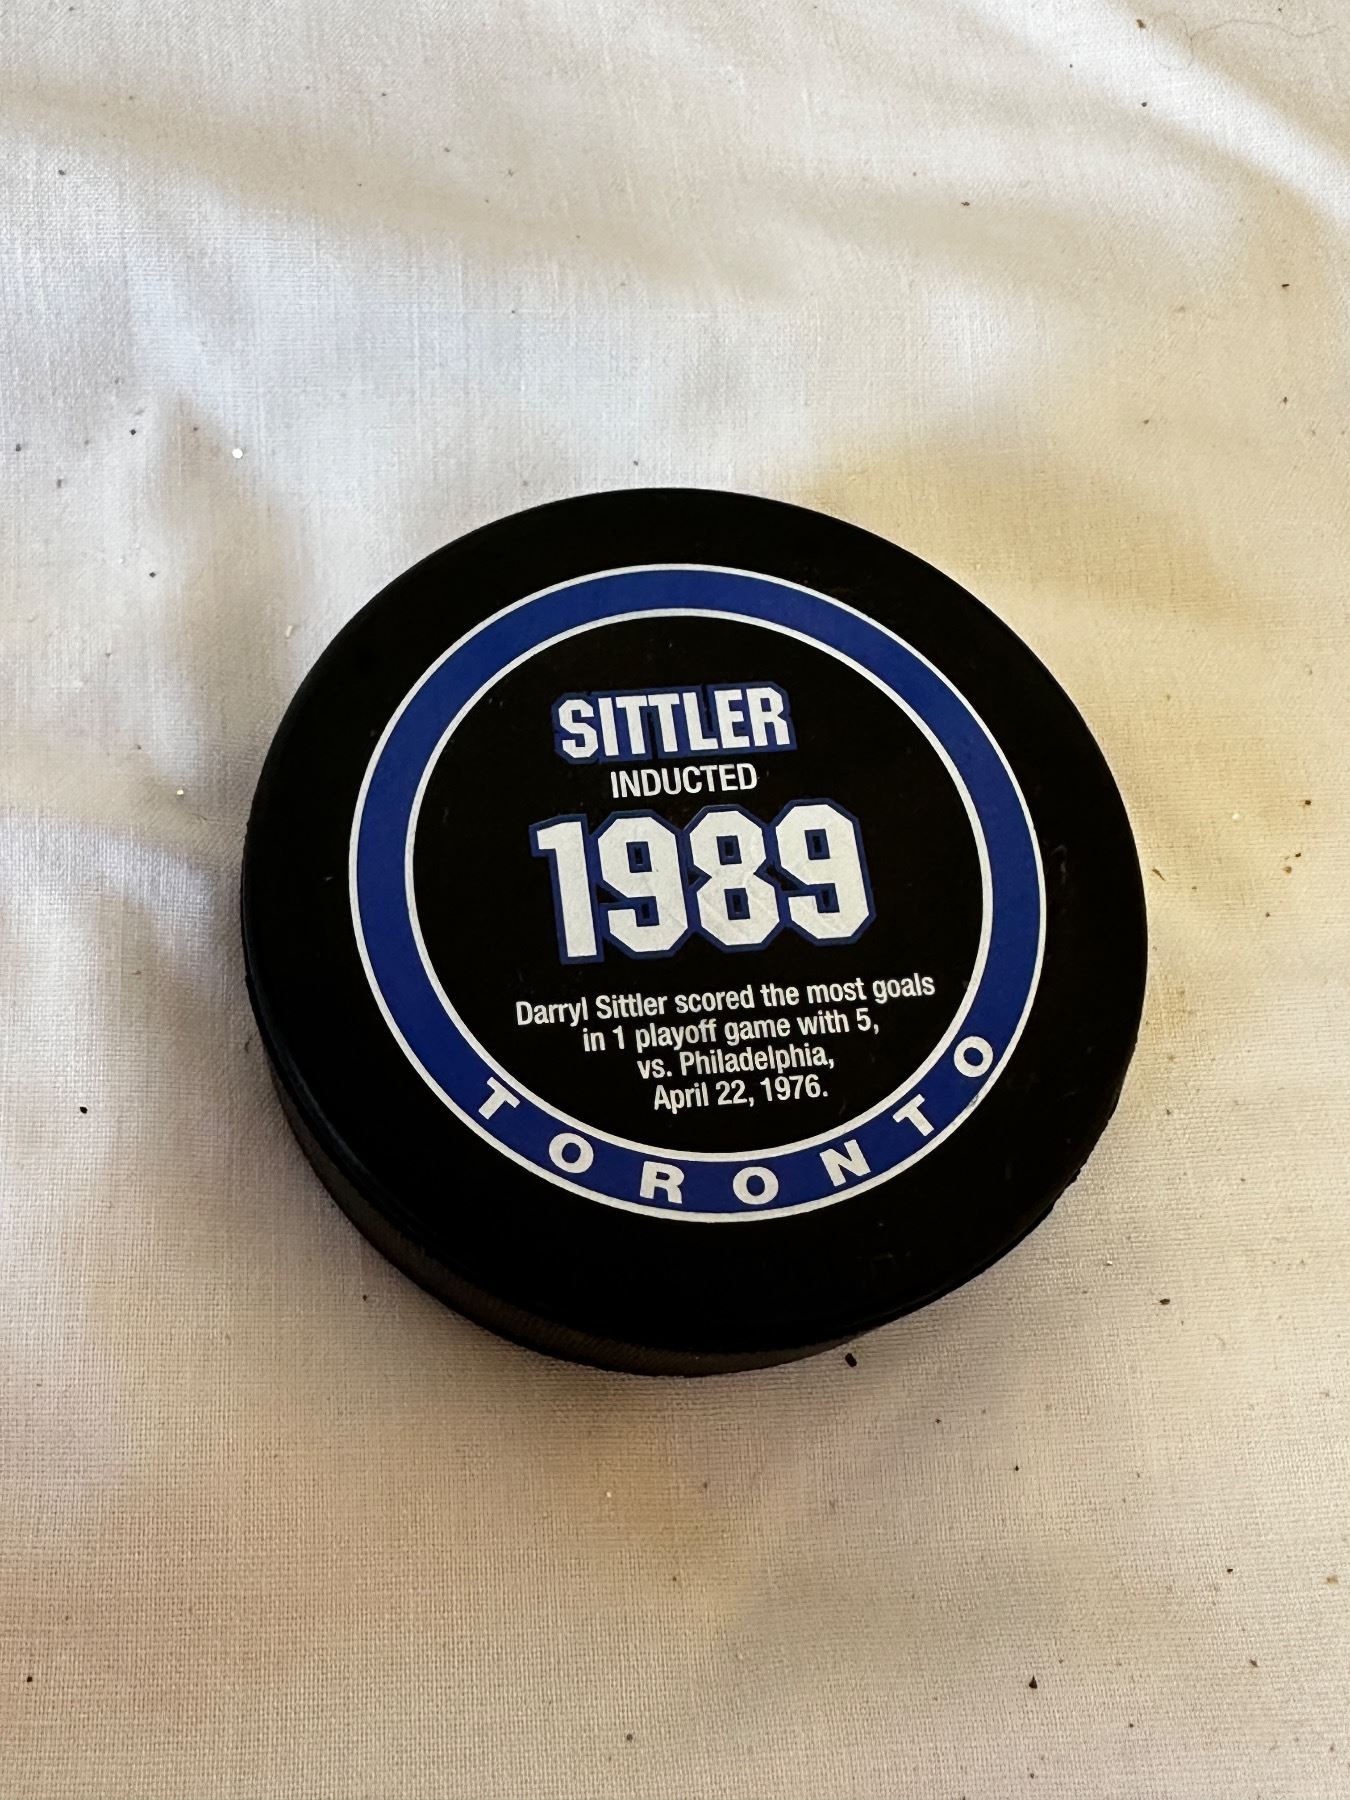 SITTLER
INDUCTED
1989
Darryl Sittler scored the most goals
in 1 playoff game with 5,
vs. Philadelphia,
April 22, 1976.
TORONTO